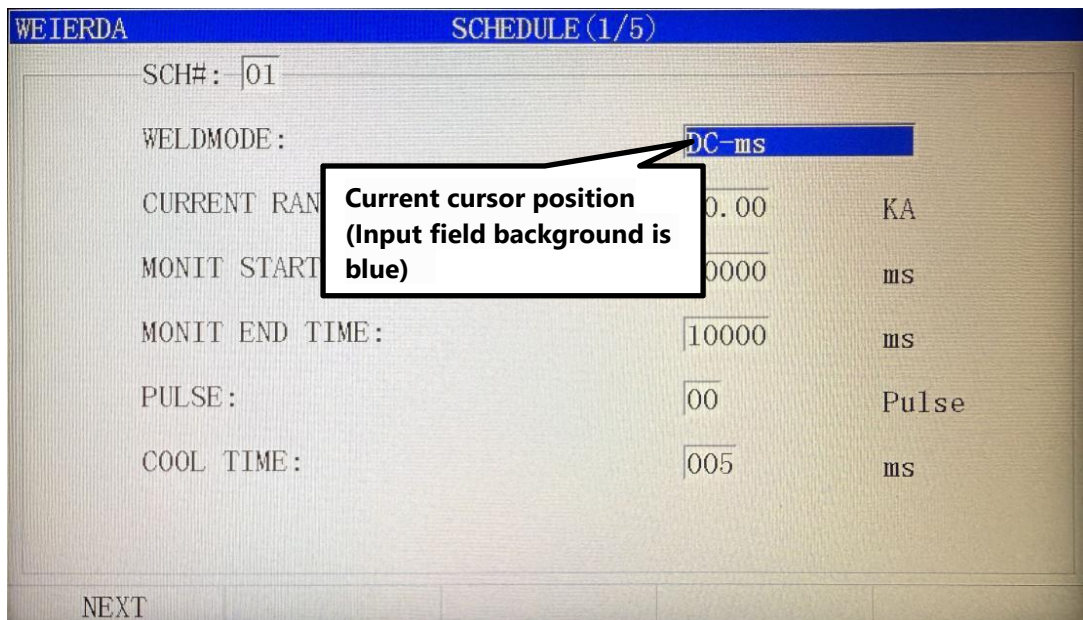 WEIERDA SCHEDULE(1/5)
SCH#: 01
WELDMODE: DC-ms
CURRENT RAN 0.00 KA
MONIT START 0000 ms
MONIT END TIME: 10000 ms
PULSE: 00 Pulse
COOL TIME: 005 ms
Current cursor position
(Input field background is
blue)
NEXT